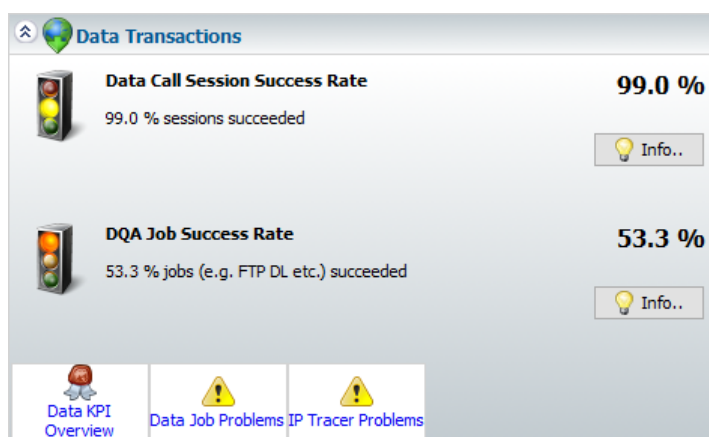 Data Transactions
Data Call Session Success Rate
99.0 %
99.0 % sessions succeeded
Info..
DQA Job Success Rate
53.3 %
53.3 % jobs (e.g. FTP DL etc.) succeeded
Info..
Data KPI
Overview
Data Job Problems
IP Tracer Problems